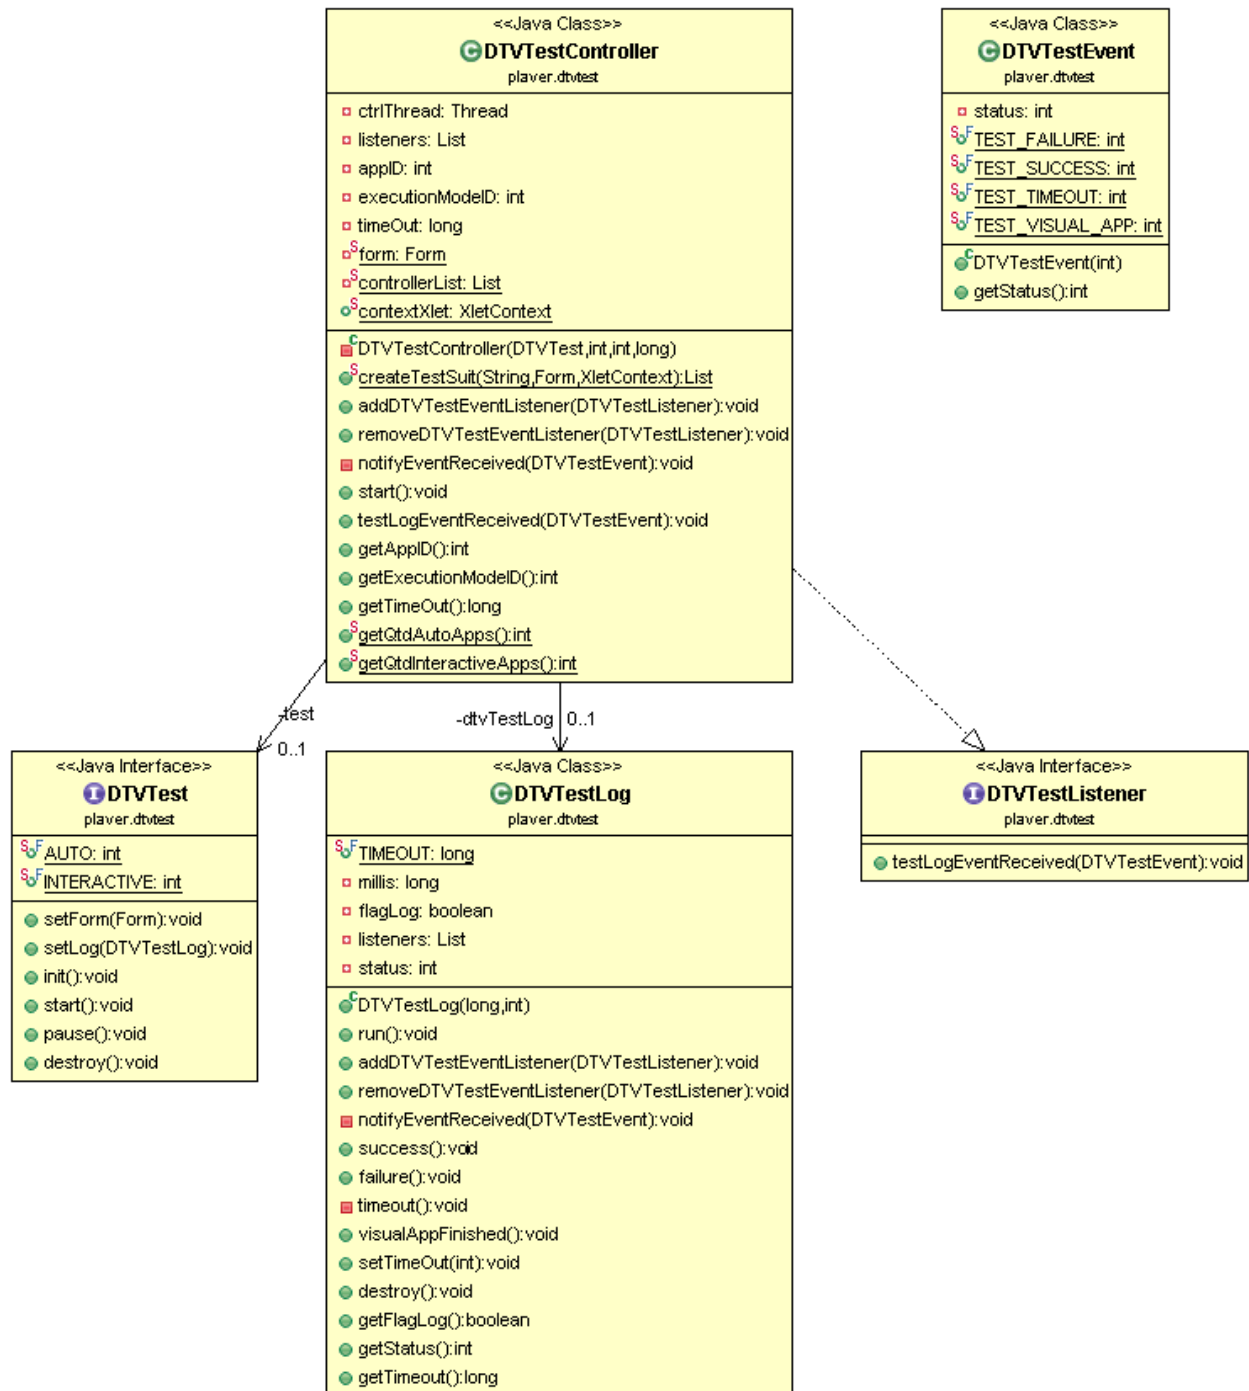 <<Java Class>>
DTVTestController
plaver.dtvtest
ctrlThread: Thread
listeners: List
appID: int
executionModeID: int
timeOut: long
form: Form
controllerList: List
contextXlet: XletContext
DTVTestController(DTVTest,int,int,long)
createTestSuit(String,Form,XletContext):List
addDTVTestEventListener(DTVTestListener):void
removeDTVTestEventListener(DTVTestListener):void
notifyEventReceived(DTVTestEvent):void
start():void
testLogEventReceived(DTVTestEvent):void
getAppID():int
getExecutionModeID():int
getTimeOut():long
getQtdAutoApps():int
getQtdInteractiveApps():int
<<Java Class>>
DTVTestEvent
plaver.dtvtest
status: int
TEST_FAILURE: int
TEST_SUCCESS: int
TEST_TIMEOUT: int
TEST_VISUAL_APP: int
DTVTestEvent(int)
getStatus():int
-test
0..1
-dtvTestLog 0..1
<<Java Interface>>
DTVTest
plaver.dtvtest
AUTO: int
INTERACTIVE: int
setForm(Form):void
setLog(DTVTestLog):void
init():void
start():void
pause():void
destroy():void
<<Java Class>>
DTVTestLog
plaver.dtvtest
TIMEOUT: long
millis: long
flagLog: boolean
listeners: List
status: int
DTVTestLog(long,int)
run():void
addDTVTestEventListener(DTVTestListener):void
removeDTVTestEventListener(DTVTestListener):void
notifyEventReceived(DTVTestEvent):void
success():void
failure():void
timeout():void
visualAppFinished():void
setTimeOut(int):void
destroy():void
getFlagLog():boolean
getStatus():int
getTimeout():long
<<Java Interface>>
DTVTestListener
plaver.dtvtest
testLogEventReceived(DTVTestEvent):void